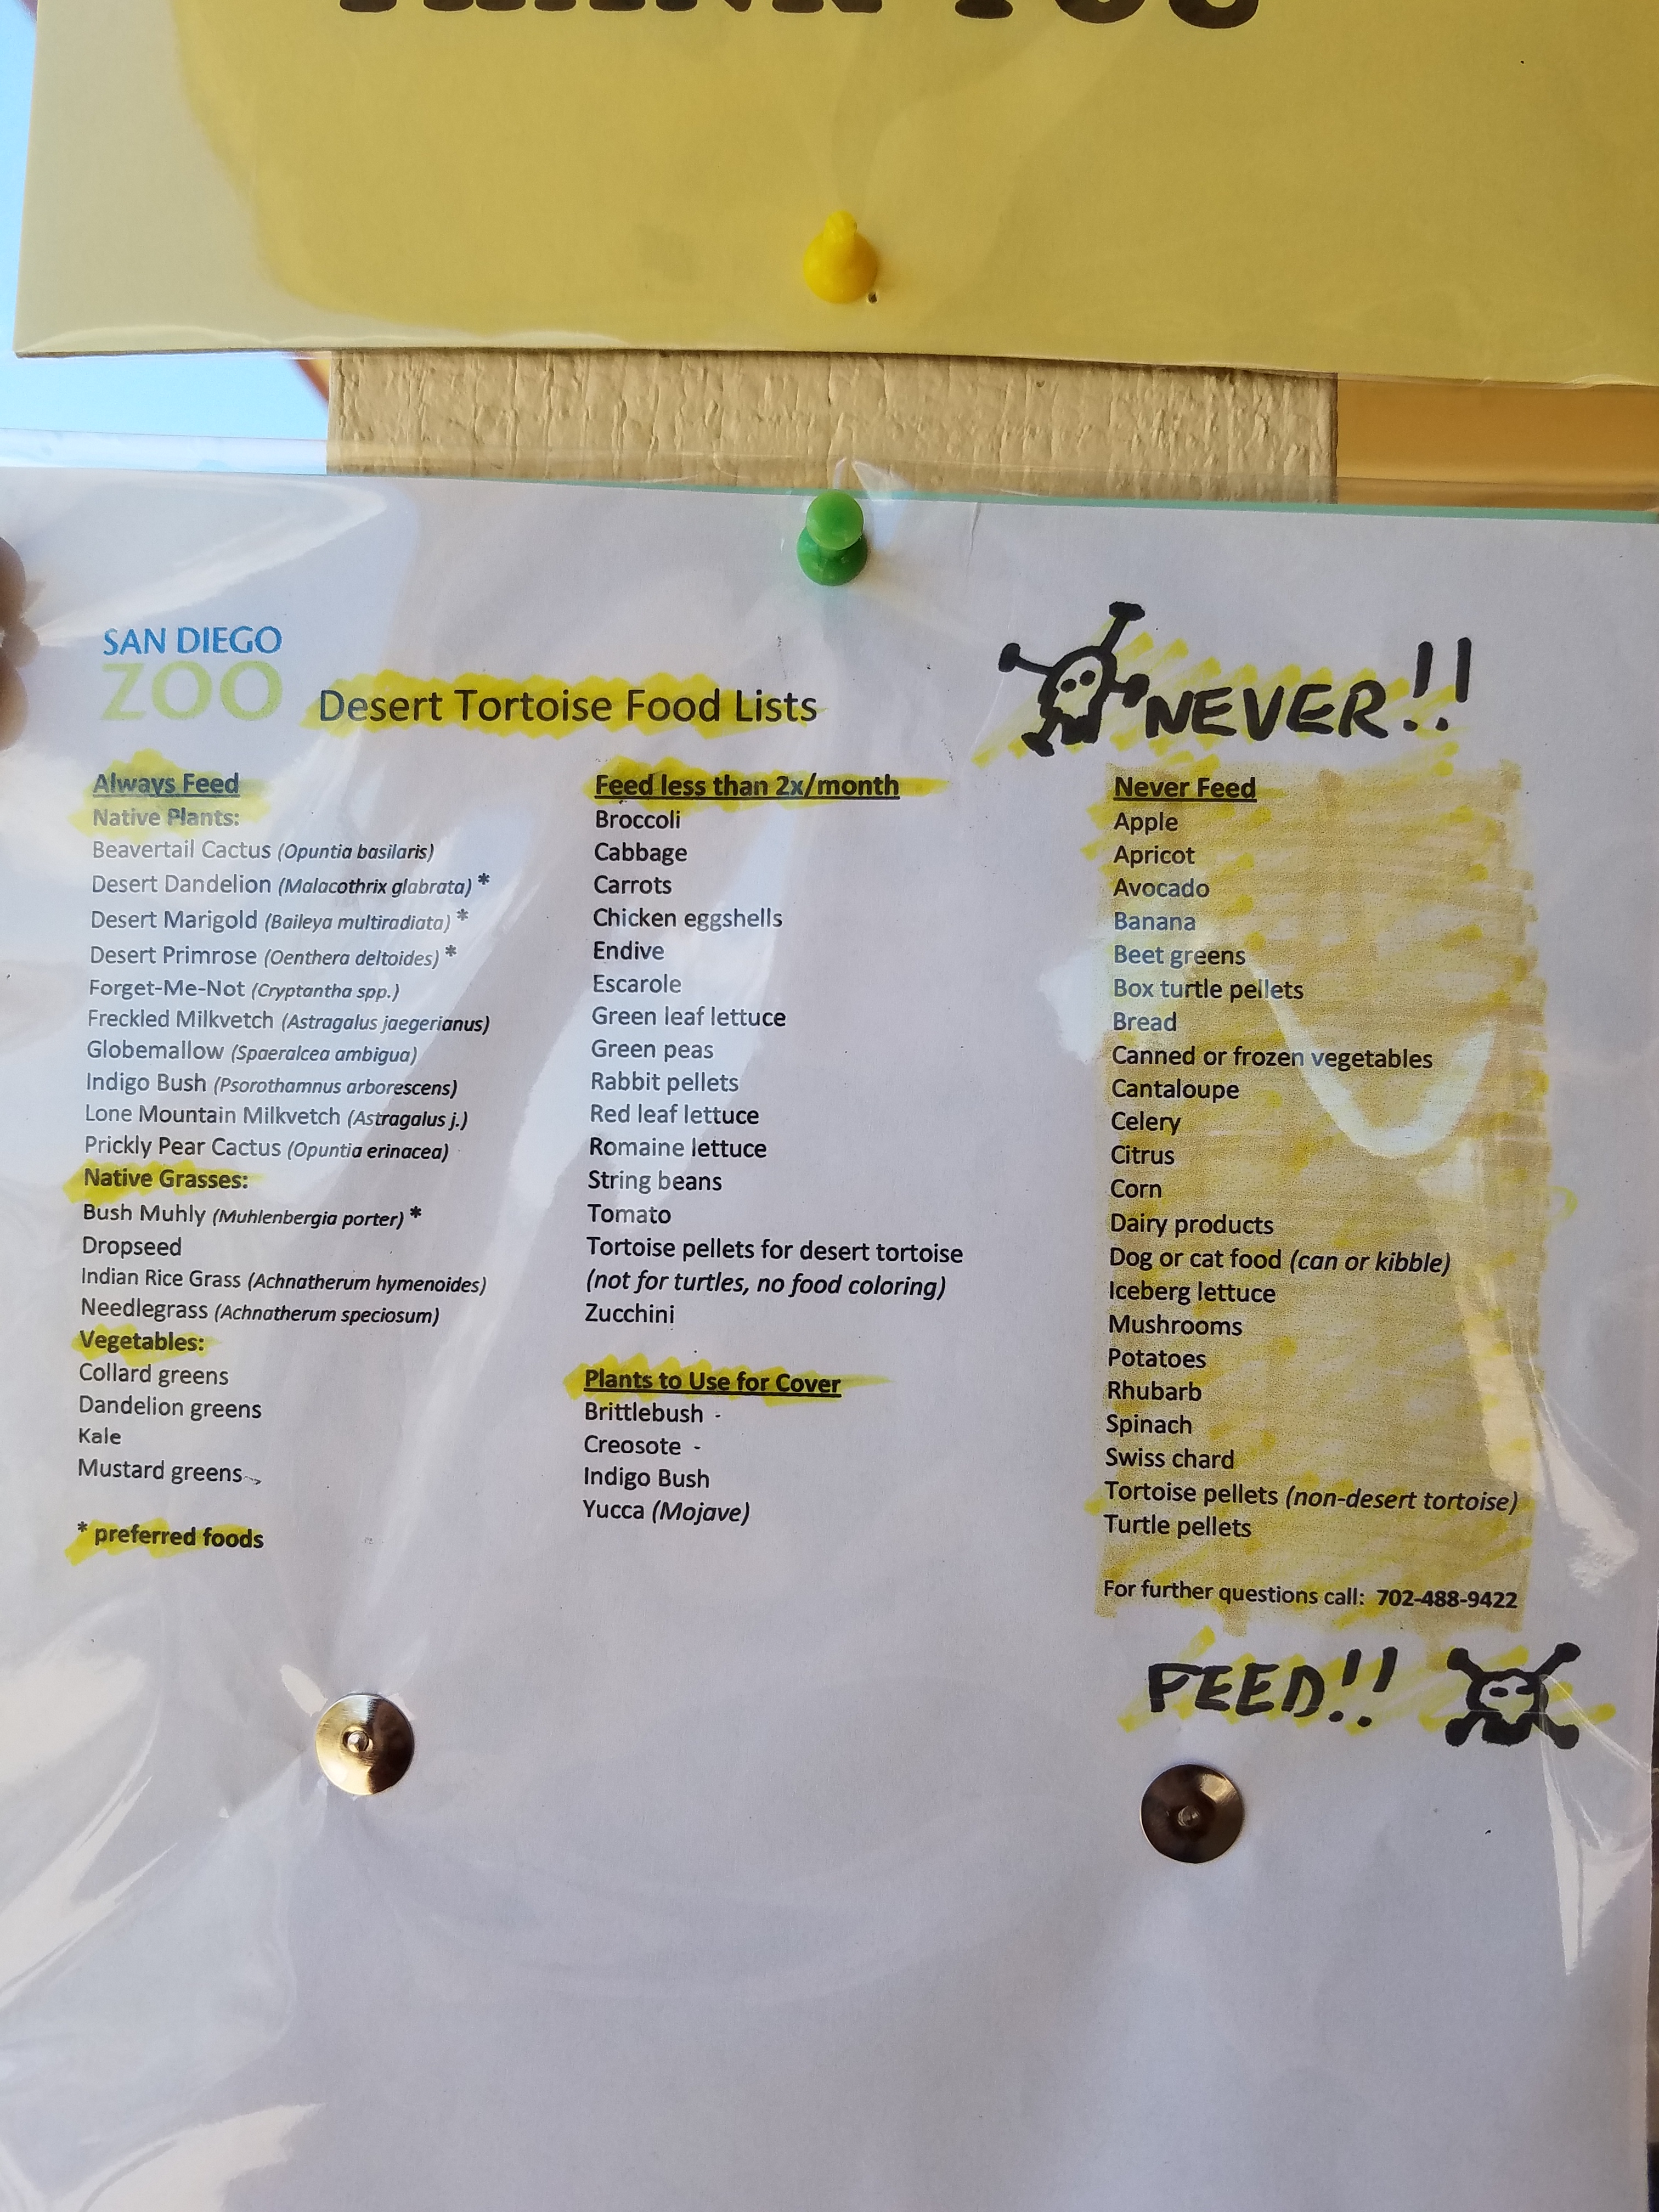 THANK YOU
SAN DIEGO
ZOO
Desert Tortoise Food Lists
NEVER!!
Always Feed
Native Plants:
Beavertail Cactus (Opuntia basilaris)
Desert Dandelion (Malacothrix glabrata) *
Desert Marigold (Baileya multiradiata) *
Desert Primrose (Oenthera deltoides) *
Forget-Me-Not (Cryptantha spp.)
Freckled Milkvetch (Astragalus jaegerianus)
Globemallow (Spaeralcea ambigua)
Indigo Bush (Psorothamnus arborescens)
Lone Mountain Milkvetch (Astragalus j.)
Prickly Pear Cactus (Opuntia erinacea)
Native Grasses:
Bush Muhly (Muhlenbergia porter) *
Dropseed
Indian Rice Grass (Achnatherum hymenoides)
Needlegrass (Achnatherum speciosum)
Vegetables:
Collard greens
Dandelion greens
Kale
Mustard greens
* preferred foods
Feed less than 2x/month
Broccoli
Cabbage
Carrots
Chicken eggshells
Endive
Escarole
Green leaf lettuce
Green peas
Rabbit pellets
Red leaf lettuce
Romaine lettuce
String beans
Tomato
Tortoise pellets for desert tortoise
(not for turtles, no food coloring)
Zucchini
Plants to Use for Cover
Brittlebush -
Creosote -
Indigo Bush
Yucca (Mojave)
Never Feed
Apple
Apricot
Avocado
Banana
Beet greens
Box turtle pellets
Bread
Canned or frozen vegetables
Cantaloupe
Celery
Citrus
Corn
Dairy products
Dog or cat food (can or kibble)
Iceberg lettuce
Mushrooms
Potatoes
Rhubarb
Spinach
Swiss chard
Tortoise pellets (non-desert tortoise)
Turtle pellets
For further questions call: 702-488-9422
FEED!!